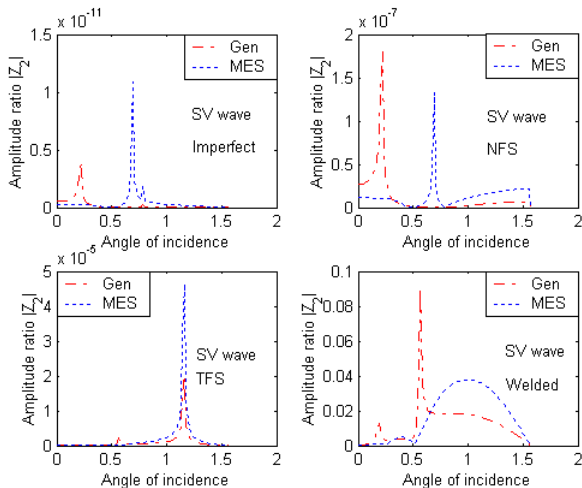 x 10^-11
Amplitude ratio |Z_2|
1.5
1
0.5
0
Gen
MES
SV wave
Imperfect
0 0.5 1 1.5 2
Angle of incidence
x 10^-7
Amplitude ratio |Z_2|
2
1.5
1
0.5
0
Gen
MES
SV wave
NFS
0 0.5 1 1.5 2
Angle of incidence
x 10^-5
Amplitude ratio |Z_2|
5
4
3
2
1
0
Gen
MES
SV wave
TFS
0 0.5 1 1.5 2
Angle of incidence
Amplitude ratio |Z_2|
0.1
0.08
0.06
0.04
0.02
0
Gen
MES
SV wave
Welded
0 0.5 1 1.5 2
Angle of incidence